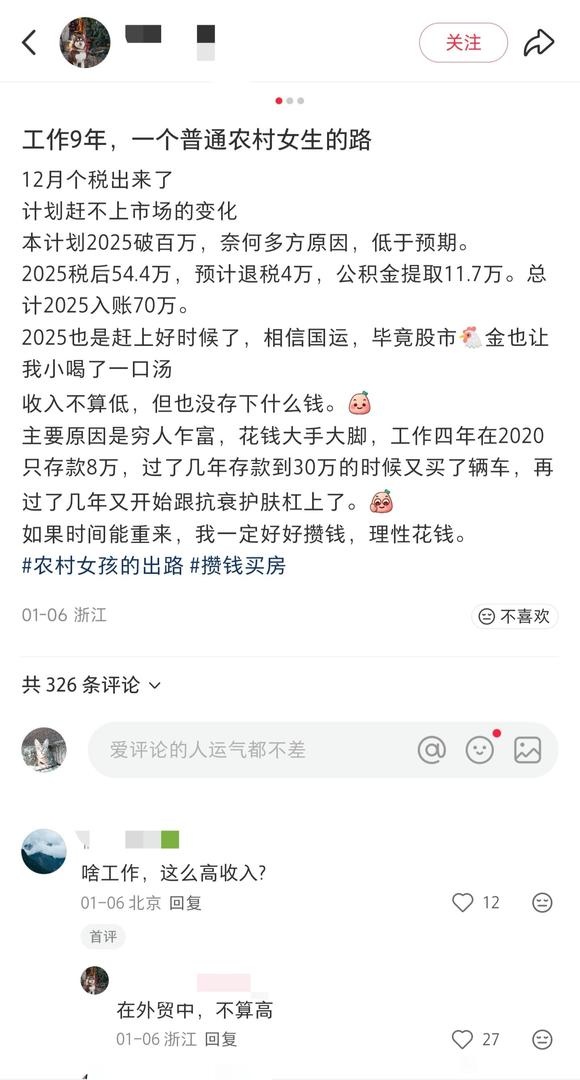 关注
工作9年，一个普通农村女生的路
12月个税出来了
计划赶不上市场的变化
本计划2025破百万，奈何多方原因，低于预期。
2025税后54.4万，预计退税4万，公积金提取11.7万。总
计2025入账70万。
2025也是赶上好时候了，相信国运，毕竟股市🐔金也让
我小喝了一口汤
收入不算低，但也没存下什么钱。
主要原因是穷人乍富，花钱大手大脚，工作四年在2020
只存款8万，过了几年存款到30万的时候又买了辆车，再
过了几年又开始跟抗衰护肤杠上了。
如果时间能重来，我一定好好攒钱，理性花钱。
#农村女孩的出路 #攒钱买房
01-06 浙江 不喜欢
共 326 条评论
爱评论的人运气都不差
啥工作，这么高收入?
01-06 北京 回复 12
首评
在外贸中，不算高
01-06 浙江 回复 27